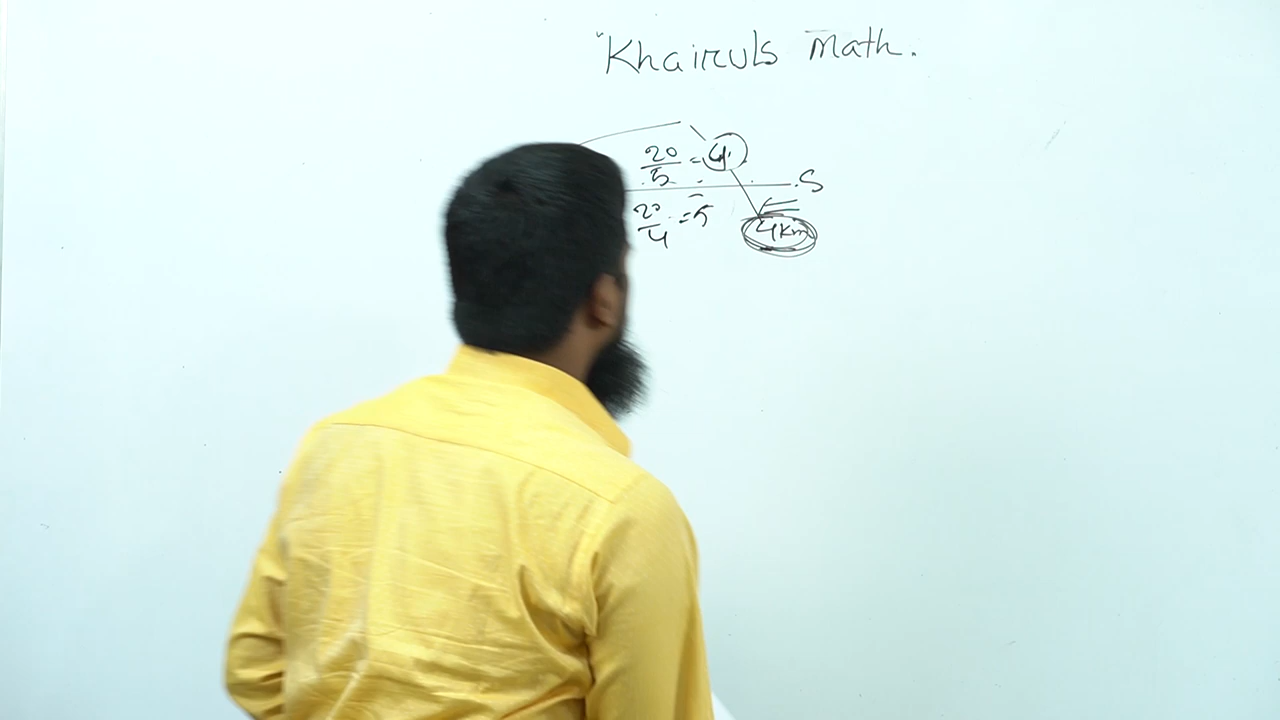 "Khairuls Math.
20/5 = 4
S
20/4 = 5
4km